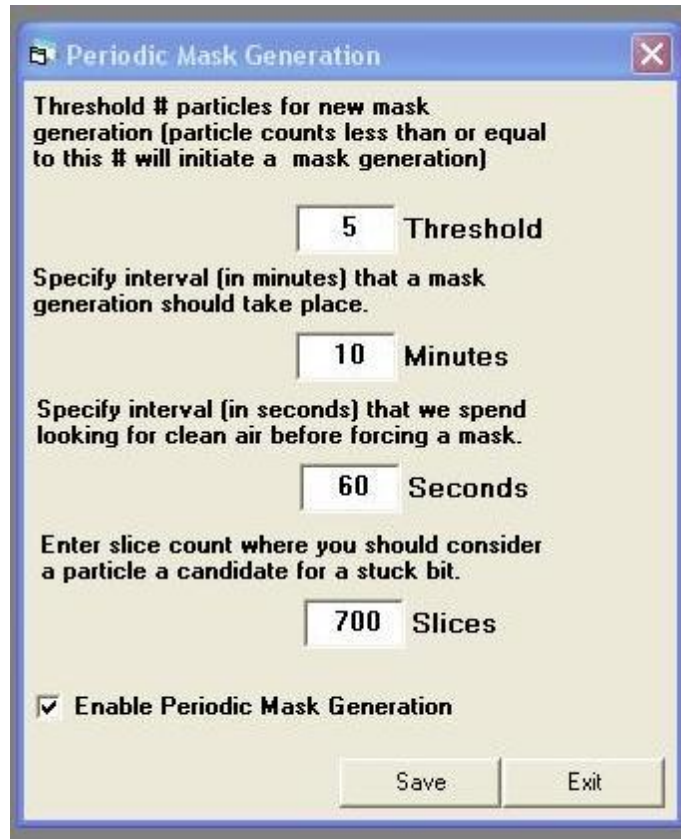 Periodic Mask Generation
Threshold # particles for new mask
generation (particle counts less than or equal
to this # will initiate a mask generation)
5 Threshold
Specify interval (in minutes) that a mask
generation should take place.
10 Minutes
Specify interval (in seconds) that we spend
looking for clean air before forcing a mask.
60 Seconds
Enter slice count where you should consider
a particle a candidate for a stuck bit.
700 Slices
Enable Periodic Mask Generation
Save Exit